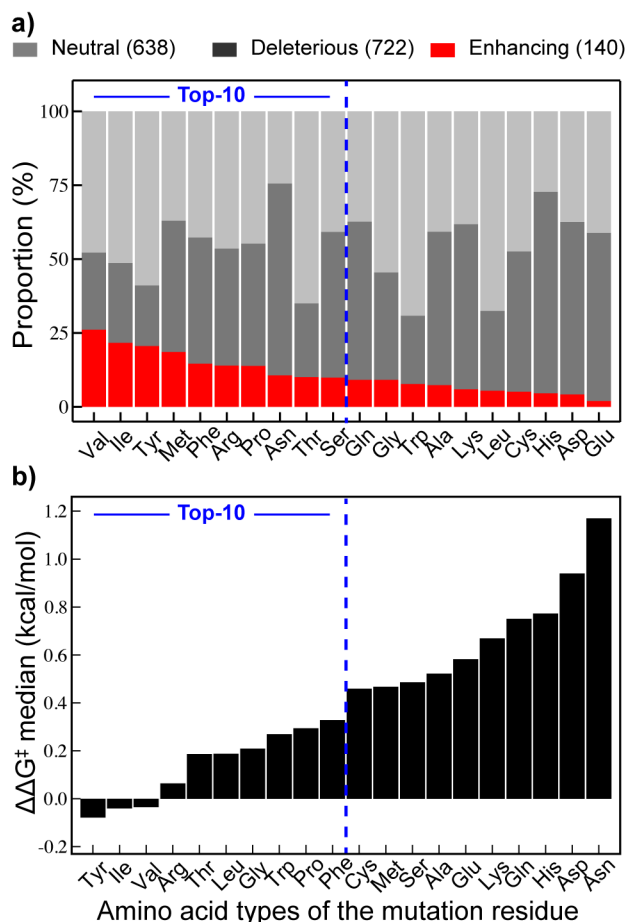 a)
Neutral (638) Deleterious (722) Enhancing (140)
Top-10
Proportion (%)
100
75
50
25
0
Val Ile Tyr Met Phe Arg Pro Asn Thr Ser Gln Gly Trp Ala Lys Leu Cys His Asp Glu
b)
Top-10
ΔΔG‡ median (kcal/mol)
1.2
1.0
0.8
0.6
0.4
0.2
0.0
-0.2
Tyr Ile Val Arg Thr Leu Gly Trp Pro Phe Cys Met Ser Ala Glu Lys Gln His Asp Asn
Amino acid types of the mutation residue